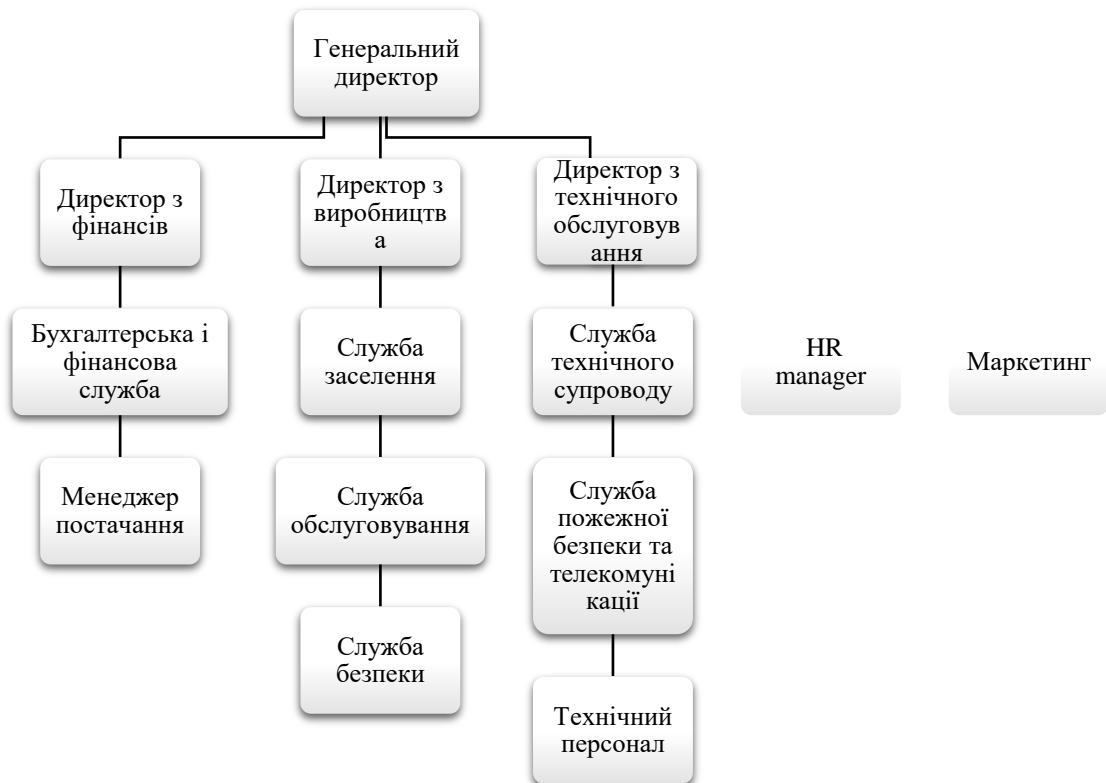 Генеральний
директор
Директор з
фінансів
Директор з
виробництв
а
Директор з
технічного
обслуговув
ання
Бухгалтерська і
фінансова
служба
Служба
заселення
Служба
технічного
супроводу
HR
manager
Маркетинг
Менеджер
постачання
Служба
обслуговування
Служба
пожежної
безпеки та
телекомуні
кації
Служба
безпеки
Технічний
персонал